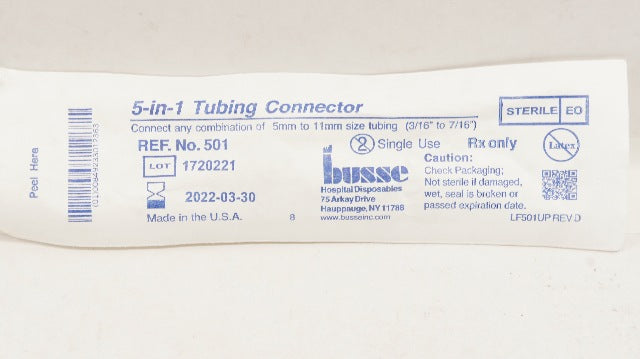 5-in-1 Tubing Connector
Connect any combination of 5mm to 11mm size tubing (3/16" to 7/16")
STERILE EO
REF. No. 501
2 Single Use Rx only
Latex
LOT 1720221
2022-03-30
Made in the U.S.A. 8
busse
Hospital Disposables
75 Arkay Drive
Hauppauge, NY 11788
www.busseinc.com
Caution:
Check Packaging;
Not sterile if damaged,
wet, seal is broken or
passed expiration date.
LF501UP REV.D
Peel Here